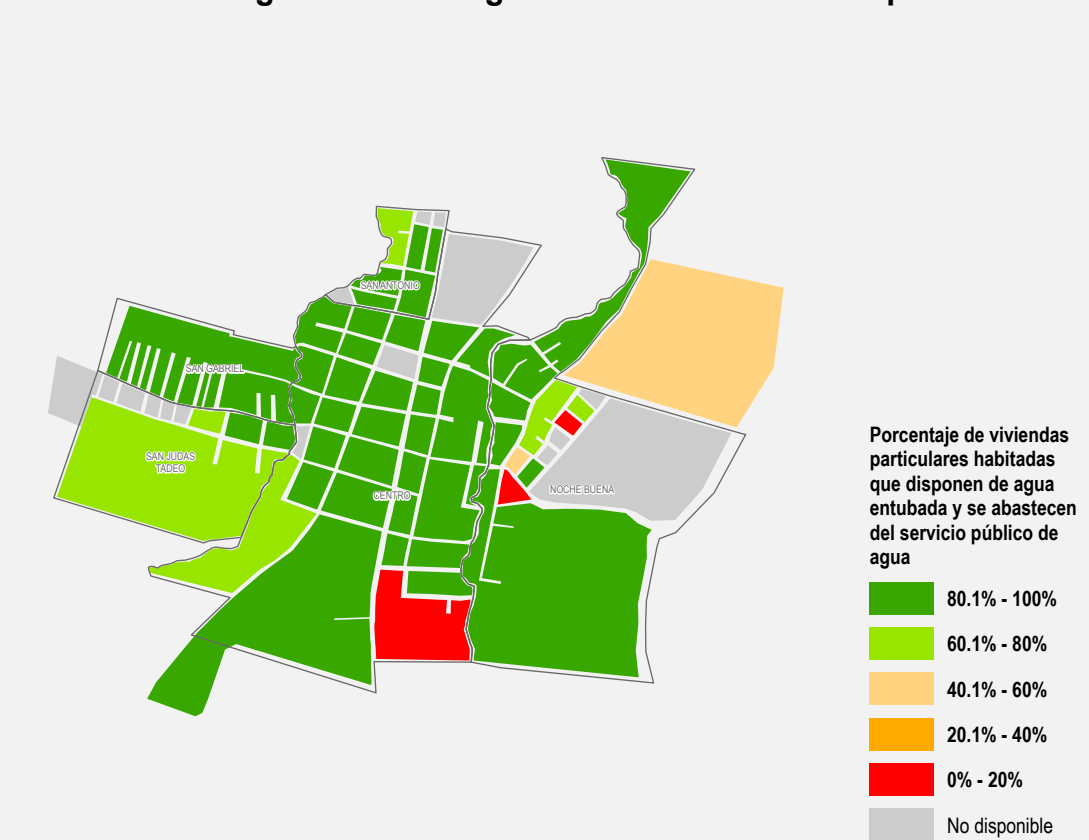 SAN ANTONIO
SAN GABRIEL
SAN JUDAS
TADEO
CENTRO
NOCHE BUENA
Porcentaje de viviendas
particulares habitadas
que disponen de agua
entubada y se abastecen
del servicio público de
agua
80.1% - 100%
60.1% - 80%
40.1% - 60%
20.1% - 40%
0% - 20%
No disponible